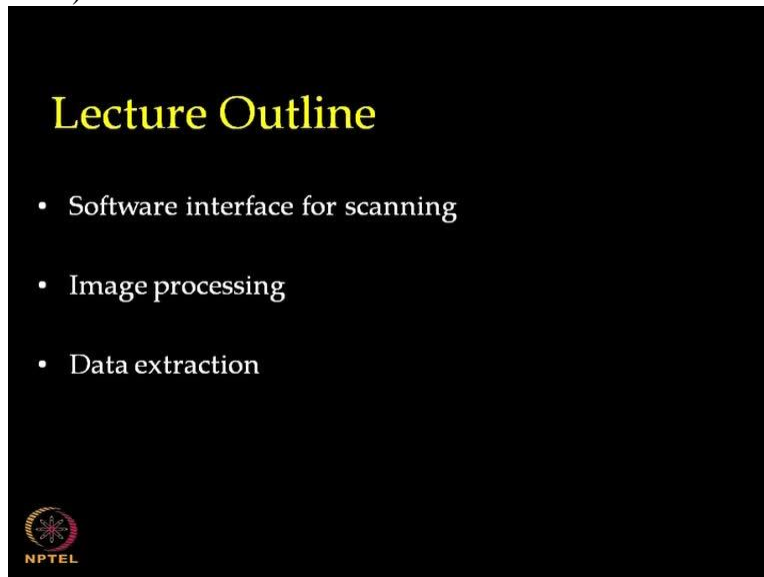 Lecture Outline
• Software interface for scanning
• Image processing
• Data extraction
NPTEL